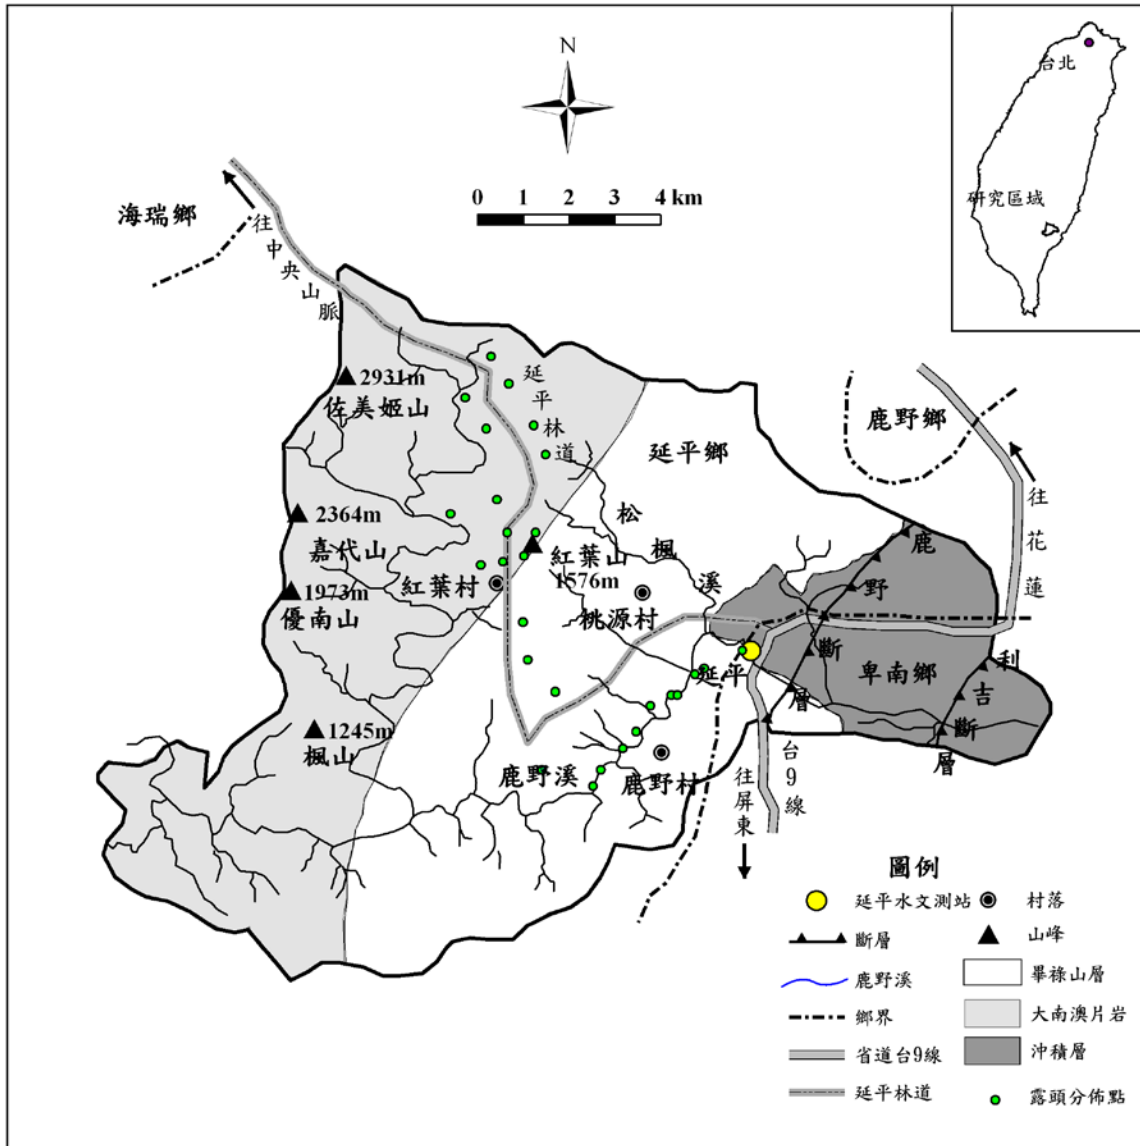 N
台北
研究區域
0 1 2 3 4 km
海瑞鄉
往中央山脈
2931m
佐美姬山
延平林道
鹿野鄉
延平鄉
往花蓮
2364m
嘉代山
松楓溪
紅葉山
1576m
鹿野斷層
紅葉村
1973m
優南山
桃源村
延平
卑南鄉
利吉斷層
1245m
楓山
鹿野溪
鹿野村
往屏東
台9線
圖例
延平水文測站
村落
斷層
山峰
鹿野溪
畢祿山層
鄉界
大南澳片岩
省道台9線
沖積層
延平林道
露頭分佈點